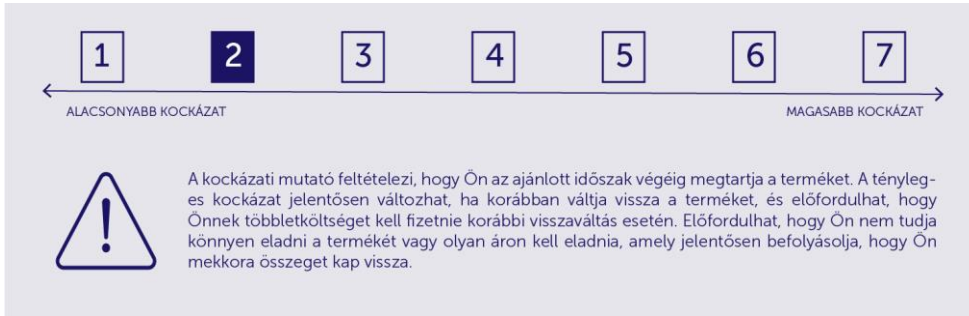 1 2 3 4 5 6 7
ALACSONYABB KOCKÁZAT MAGASABB KOCKÁZAT
A kockázati mutató feltételezi, hogy Ön az ajánlott időszak végéig megtartja a terméket. A tényleg-
es kockázat jelentősen változhat, ha korábban váltja vissza a terméket, és előfordulhat, hogy
Önnek többletköltséget kell fizetnie korábbi visszaváltás esetén. Előfordulhat, hogy Ön nem tudja
könnyen eladni a termékét vagy olyan áron kell eladnia, amely jelentősen befolyásolja, hogy Ön
mekkora összeget kap vissza.